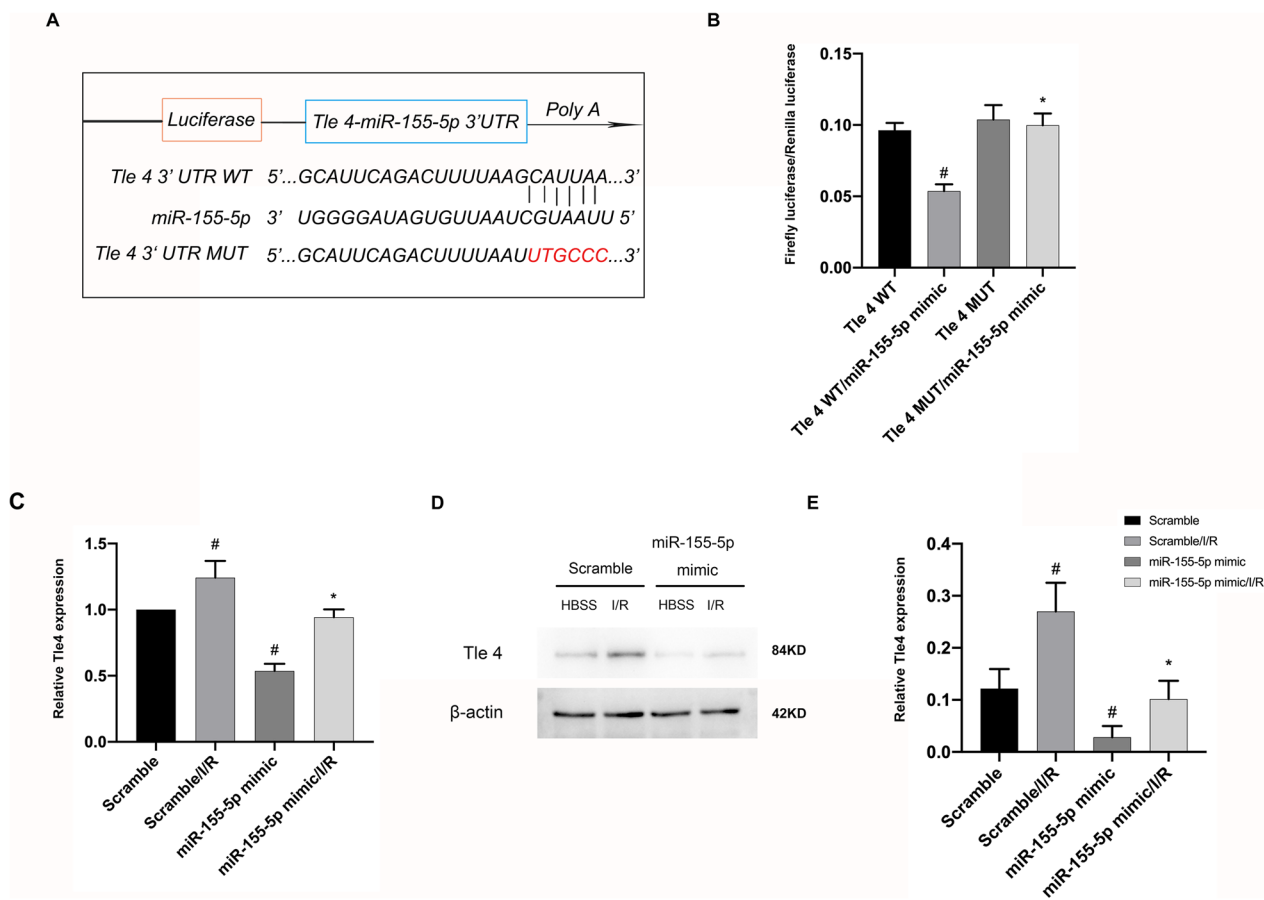 A
Luciferase
Tle 4-miR-155-5p 3'UTR
Poly A
Tle 4 3' UTR WT 5'...GCAUUCAGACUUUUAAGCAUUAA...3'
miR-155-5p 3' UGGGGAUAGUGUUAAUCGUAAUU 5'
Tle 4 3‘ UTR MUT 5'...GCAUUCAGACUUUUAAUUTGCCC...3'
B
Firefly luciferase/Renilla luciferase
0.15
0.10
0.05
0.00
#
*
Tle 4 WT
Tle 4 WT/miR-155-5p mimic
Tle 4 MUT
Tle 4 MUT/miR-155-5p mimic
C
Relative Tle4 expression
1.5
1.0
0.5
0.0
#
#
*
Scramble
Scramble/I/R
miR-155-5p mimic
miR-155-5p mimic/I/R
D
miR-155-5p
Scramble mimic
HBSS I/R HBSS I/R
Tle 4 84KD
β-actin 42KD
E
Scramble
Scramble/I/R
miR-155-5p mimic
miR-155-5p mimic/I/R
Relative Tle4 expression
0.4
0.3
0.2
0.1
0.0
#
#
*
Scramble
Scramble/I/R
miR-155-5p mimic
miR-155-5p mimic/I/R